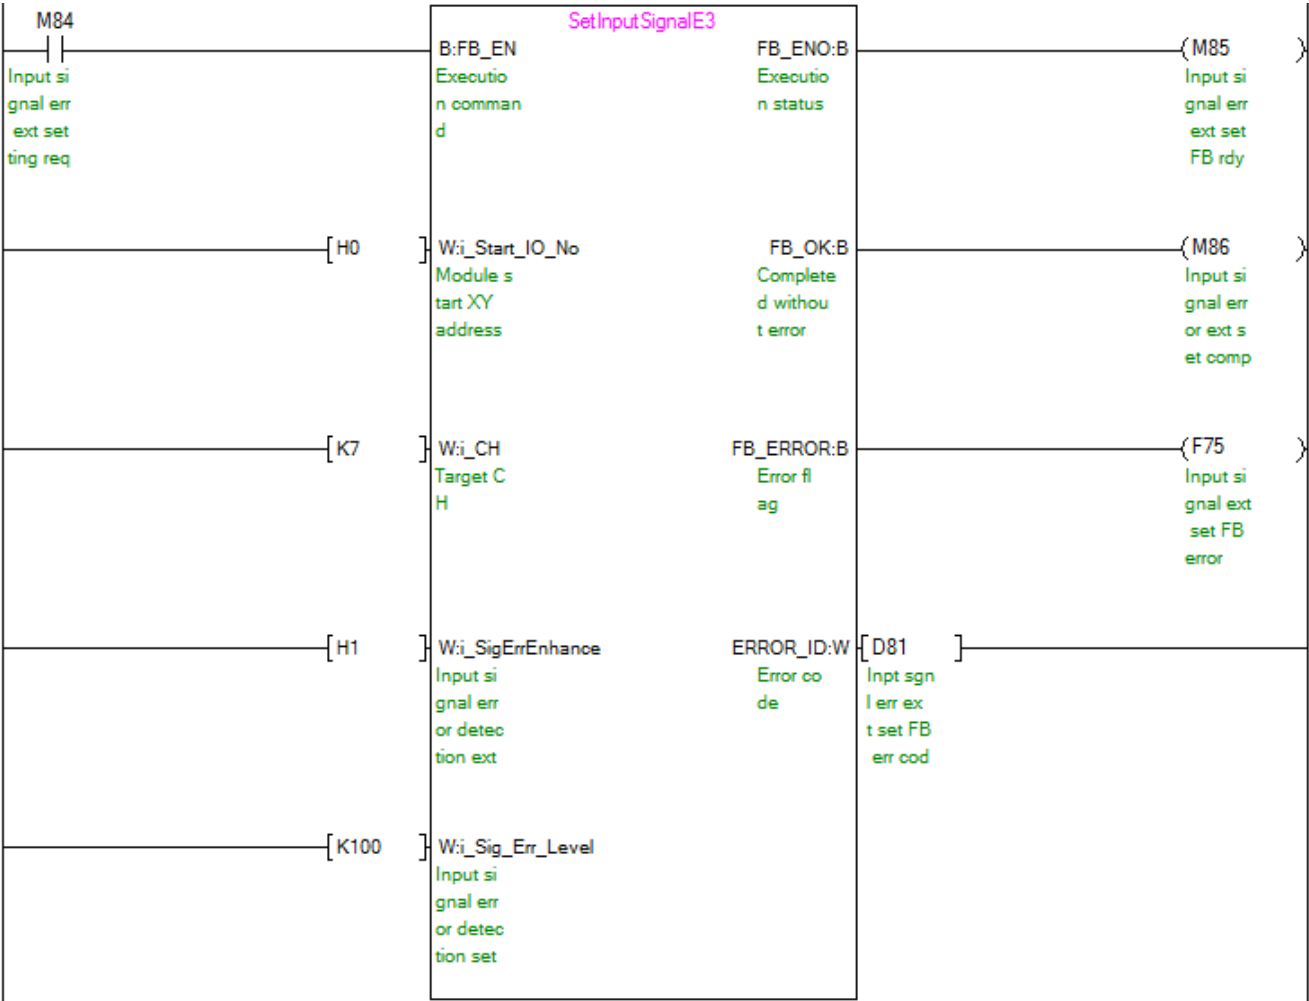 M84
SetInputSignalE3
B:FB_EN
FB_ENO:B
M85
Input si
gnal err
ext set
ting req
Executio
n comman
d
Executio
n status
Input si
gnal err
ext set
FB rdy
H0
W:i_Start_IO_No
FB_OK:B
M86
Module s
tart XY
address
Complete
d withou
t error
Input si
gnal err
or ext s
et comp
K7
W:i_CH
FB_ERROR:B
F75
Target C
H
Error fl
ag
Input si
gnal ext
set FB
error
H1
W:i_SigErrEnhance
ERROR_ID:W
D81
Input si
gnal err
or detec
tion ext
Error co
de
Inpt sgn
l err ex
t set FB
err cod
K100
W:i_Sig_Err_Level
Input si
gnal err
or detec
tion set